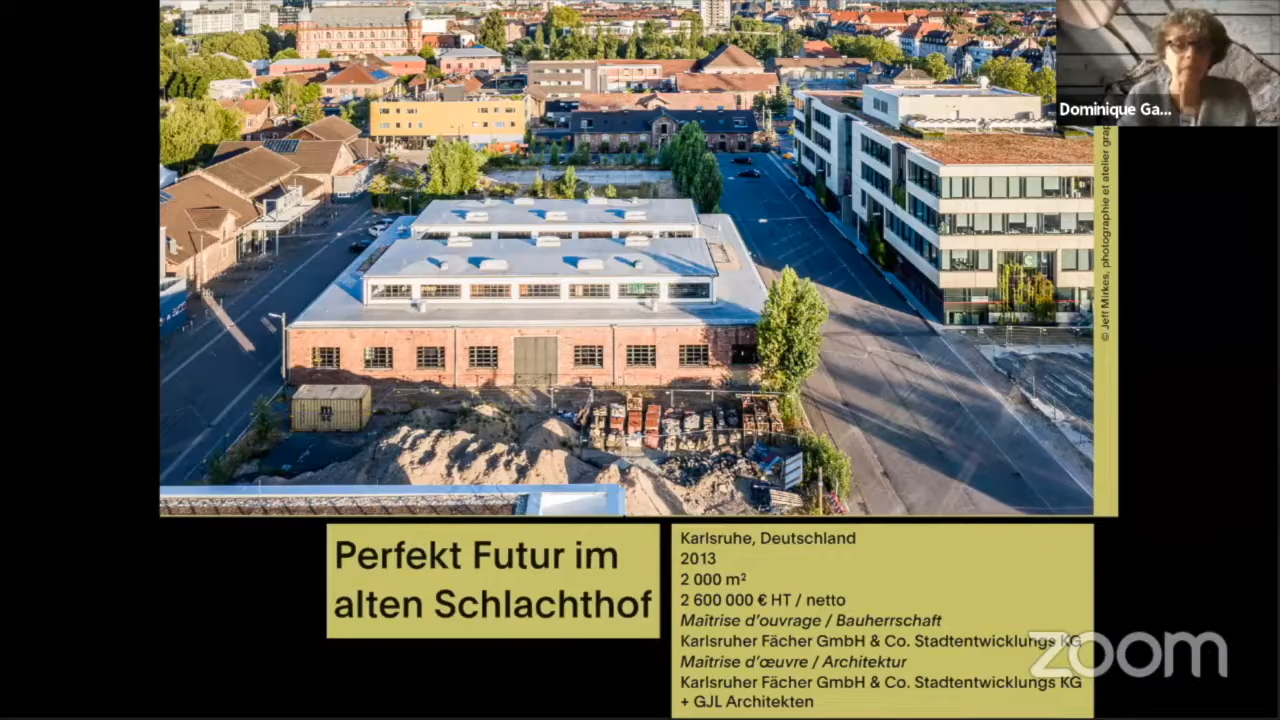 Dominique Ga...
© Jeff Mirkes, photographie et atelier grap
Perfekt Futur im
alten Schlachthof
Karlsruhe, Deutschland
2013
2 000 m²
2 600 000 € HT / netto
Maîtrise d'ouvrage / Bauherrschaft
Karlsruher Fächer GmbH & Co. Stadtentwicklungs KG
Maîtrise d'œuvre / Architektur
Karlsruher Fächer GmbH & Co. Stadtentwicklungs KG
+ GJL Architekten
zoom